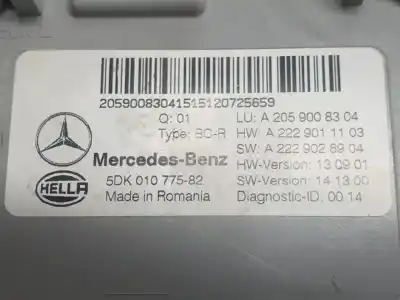 20590083041515120725659
Q: 01
LU: A 205 900 83 04
Type: BC-R
HW: A 222 901 11 03
SW: A 222 902 89 04
Mercedes-Benz
HW-Version: 13 09 01
HELLA
5DK 010 775-82
SW-Version: 14 13 00
Made in Romania
Diagnostic-ID. 00 14